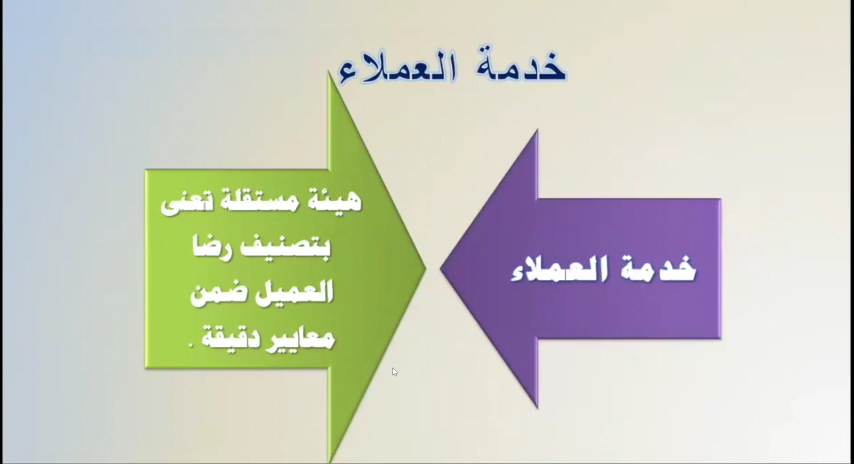 خدمة العملاء
خدمة العملاء
هيئة مستقلة تعنى
بتصنيف رضا
العميل ضمن
معايير دقيقة .